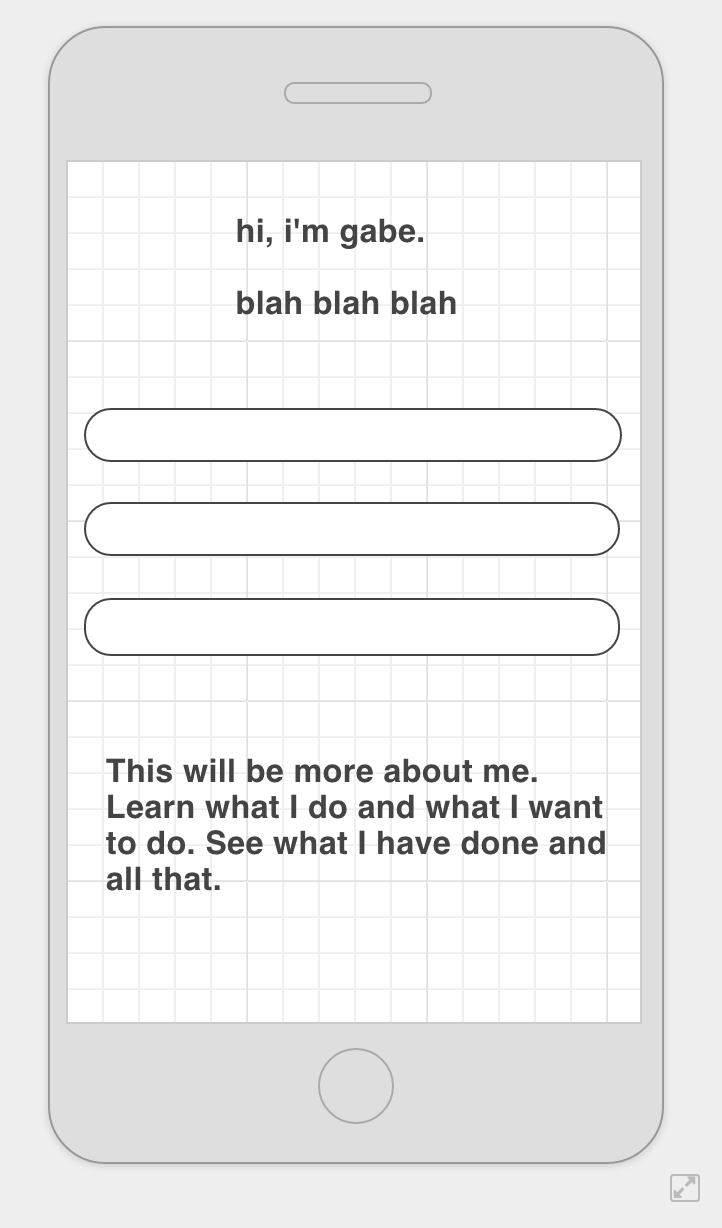 hi, i'm gabe.
blah blah blah
This will be more about me.
Learn what I do and what I want
to do. See what I have done and
all that.